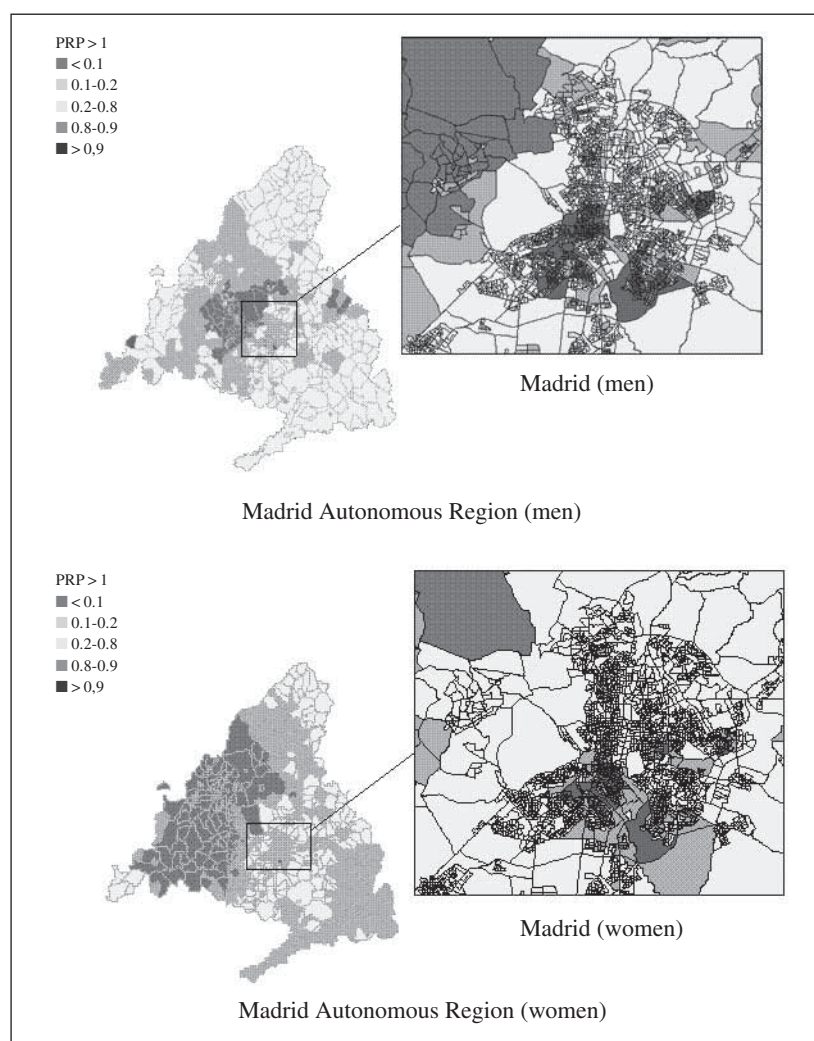 PRP > 1
< 0.1
0.1-0.2
0.2-0.8
0.8-0.9
> 0,9
Madrid (men)
Madrid Autonomous Region (men)
PRP > 1
< 0.1
0.1-0.2
0.2-0.8
0.8-0.9
> 0,9
Madrid (women)
Madrid Autonomous Region (women)